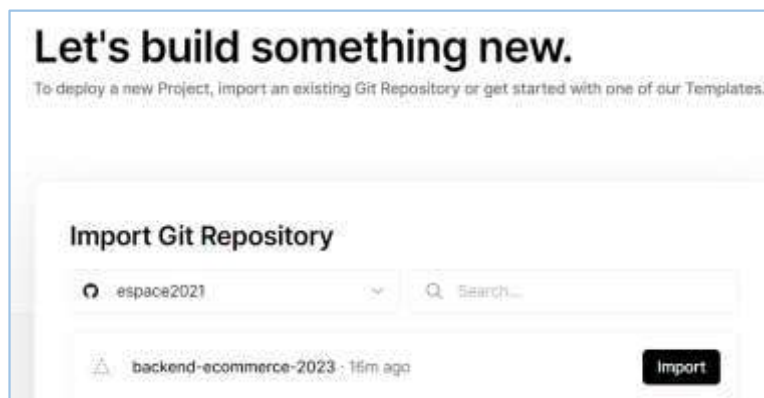 Let's build something new.
To deploy a new Project, import an existing Git Repository or get started with one of our Templates.
Import Git Repository
espace2021 Search...
backend-ecommerce-2023 · 16m ago Import